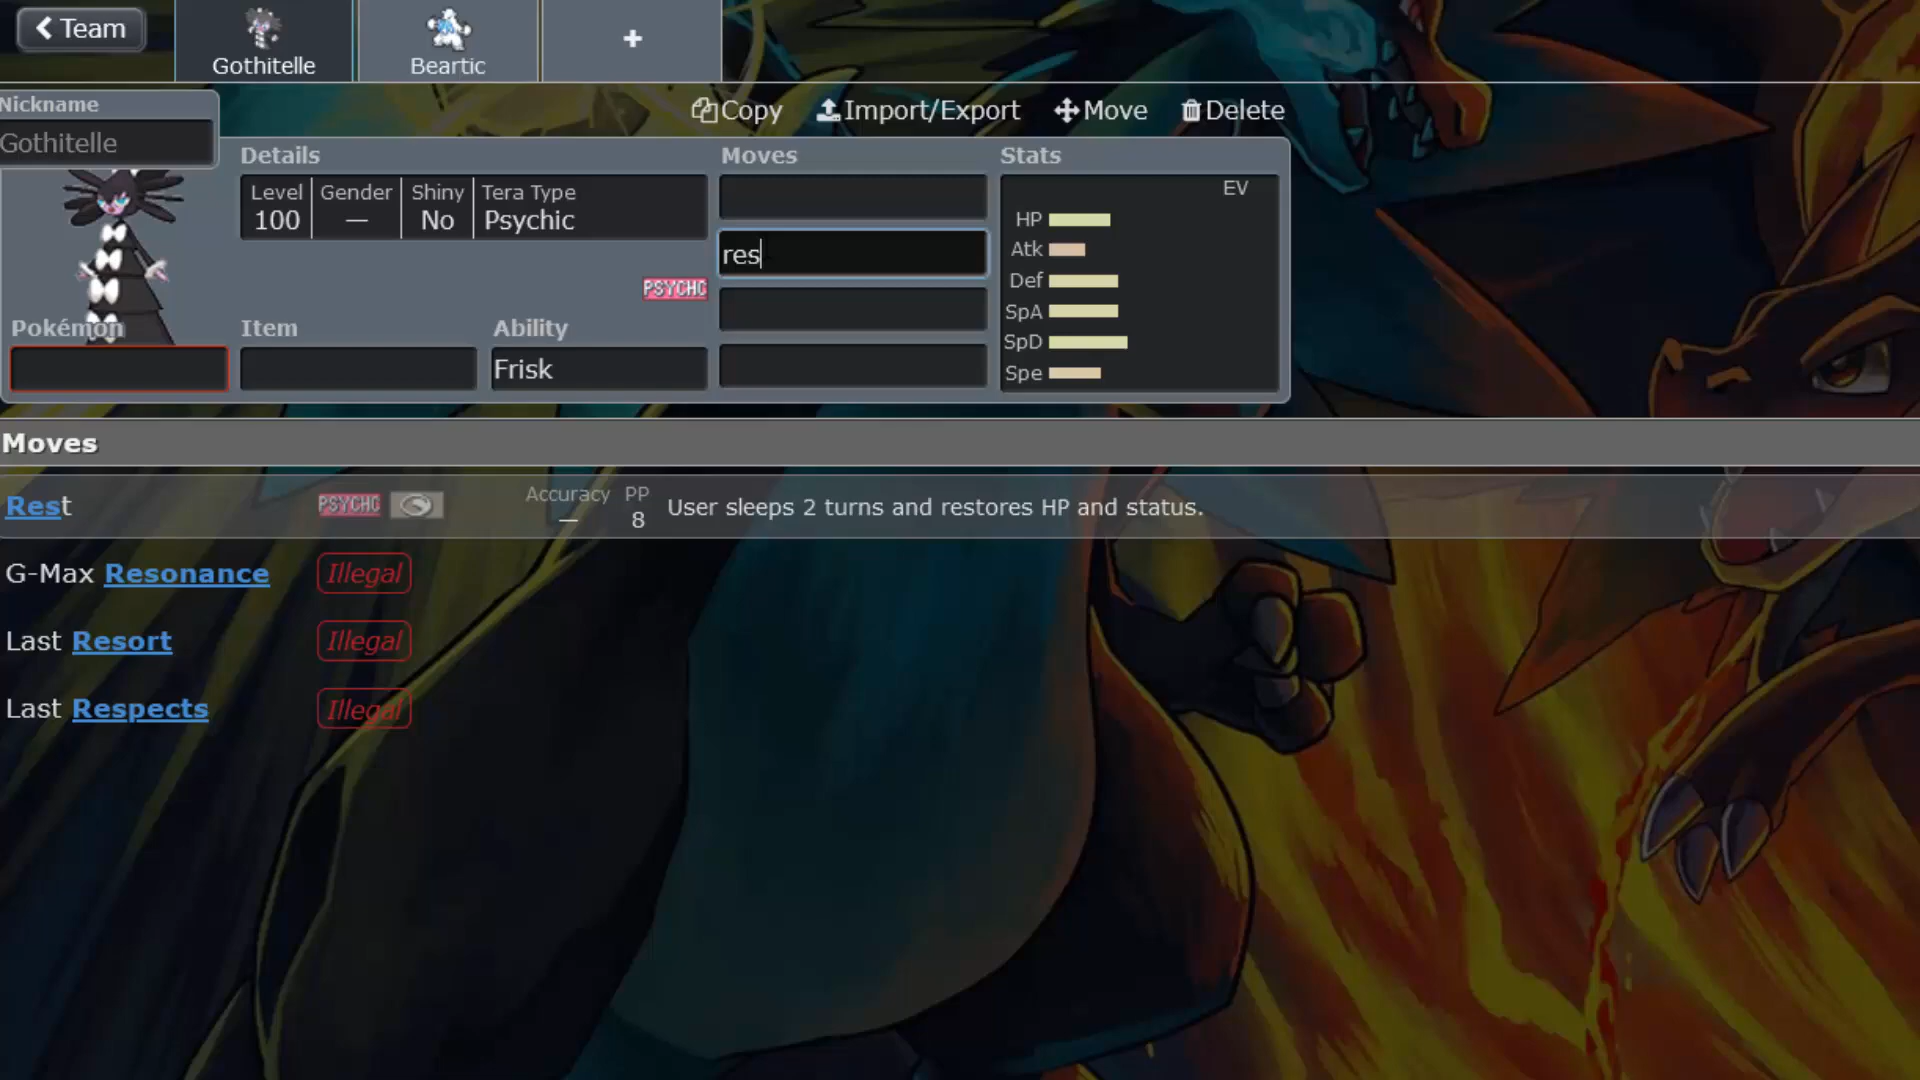 Team
Gothitelle
Beartic
+
Nickname
Gothitelle
Copy
Import/Export
Move
Delete
Details
Level
100
Gender
—
Shiny
No
Tera Type
Psychic
PSYCHC
Pokémon
Item
Ability
Frisk
Moves
res
Stats
EV
HP
Atk
Def
SpA
SpD
Spe
Moves
Rest
PSYCHC
Accuracy
—
PP
8
User sleeps 2 turns and restores HP and status.
G-Max Resonance
Illegal
Last Resort
Illegal
Last Respects
Illegal